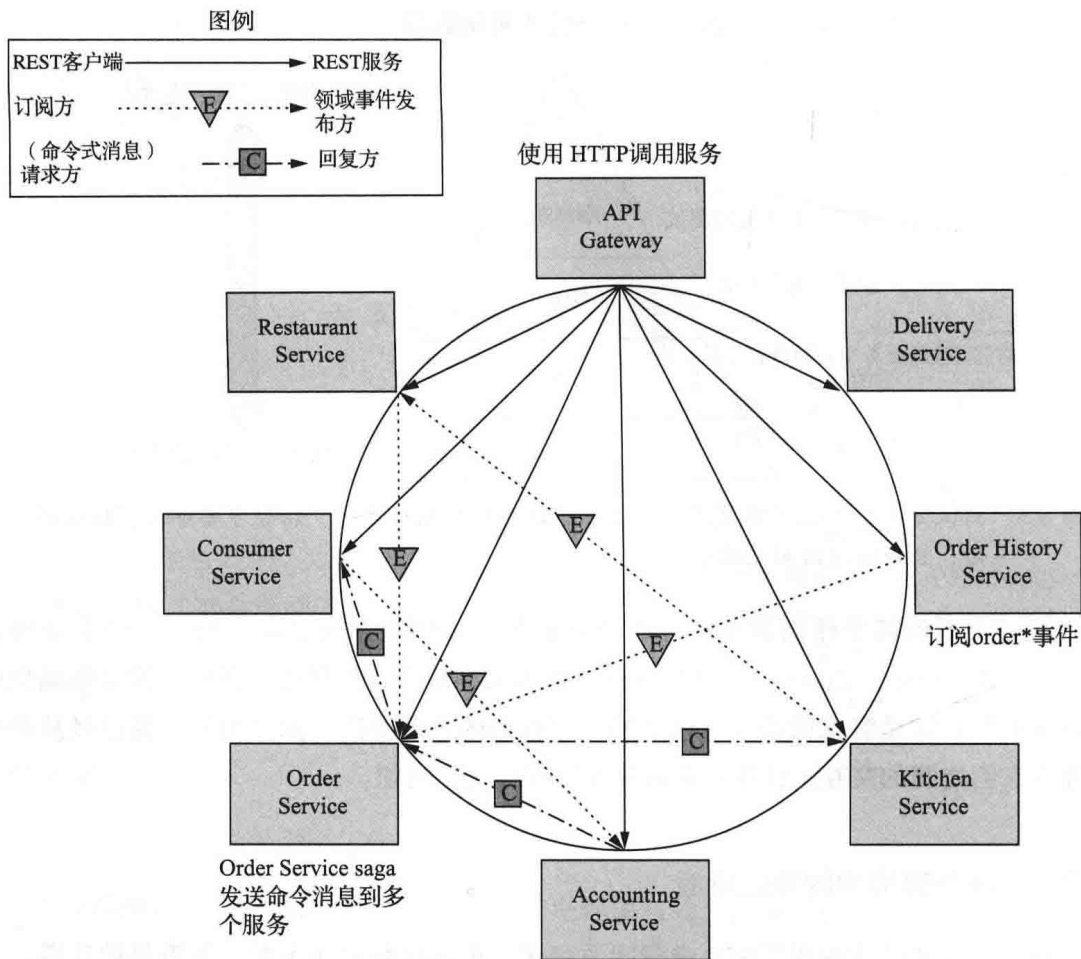 图例
REST客户端
REST服务
订阅方
E
领域事件发
布方
（命令式消息）
请求方
C
回复方
使用 HTTP调用服务
API
Gateway
Restaurant
Service
Delivery
Service
E
Consumer
Service
E
Order History
Service
订阅order*事件
C
E
E
Order
Service
C
Kitchen
Service
C
Order Service saga
发送命令消息到多
个服务
Accounting
Service